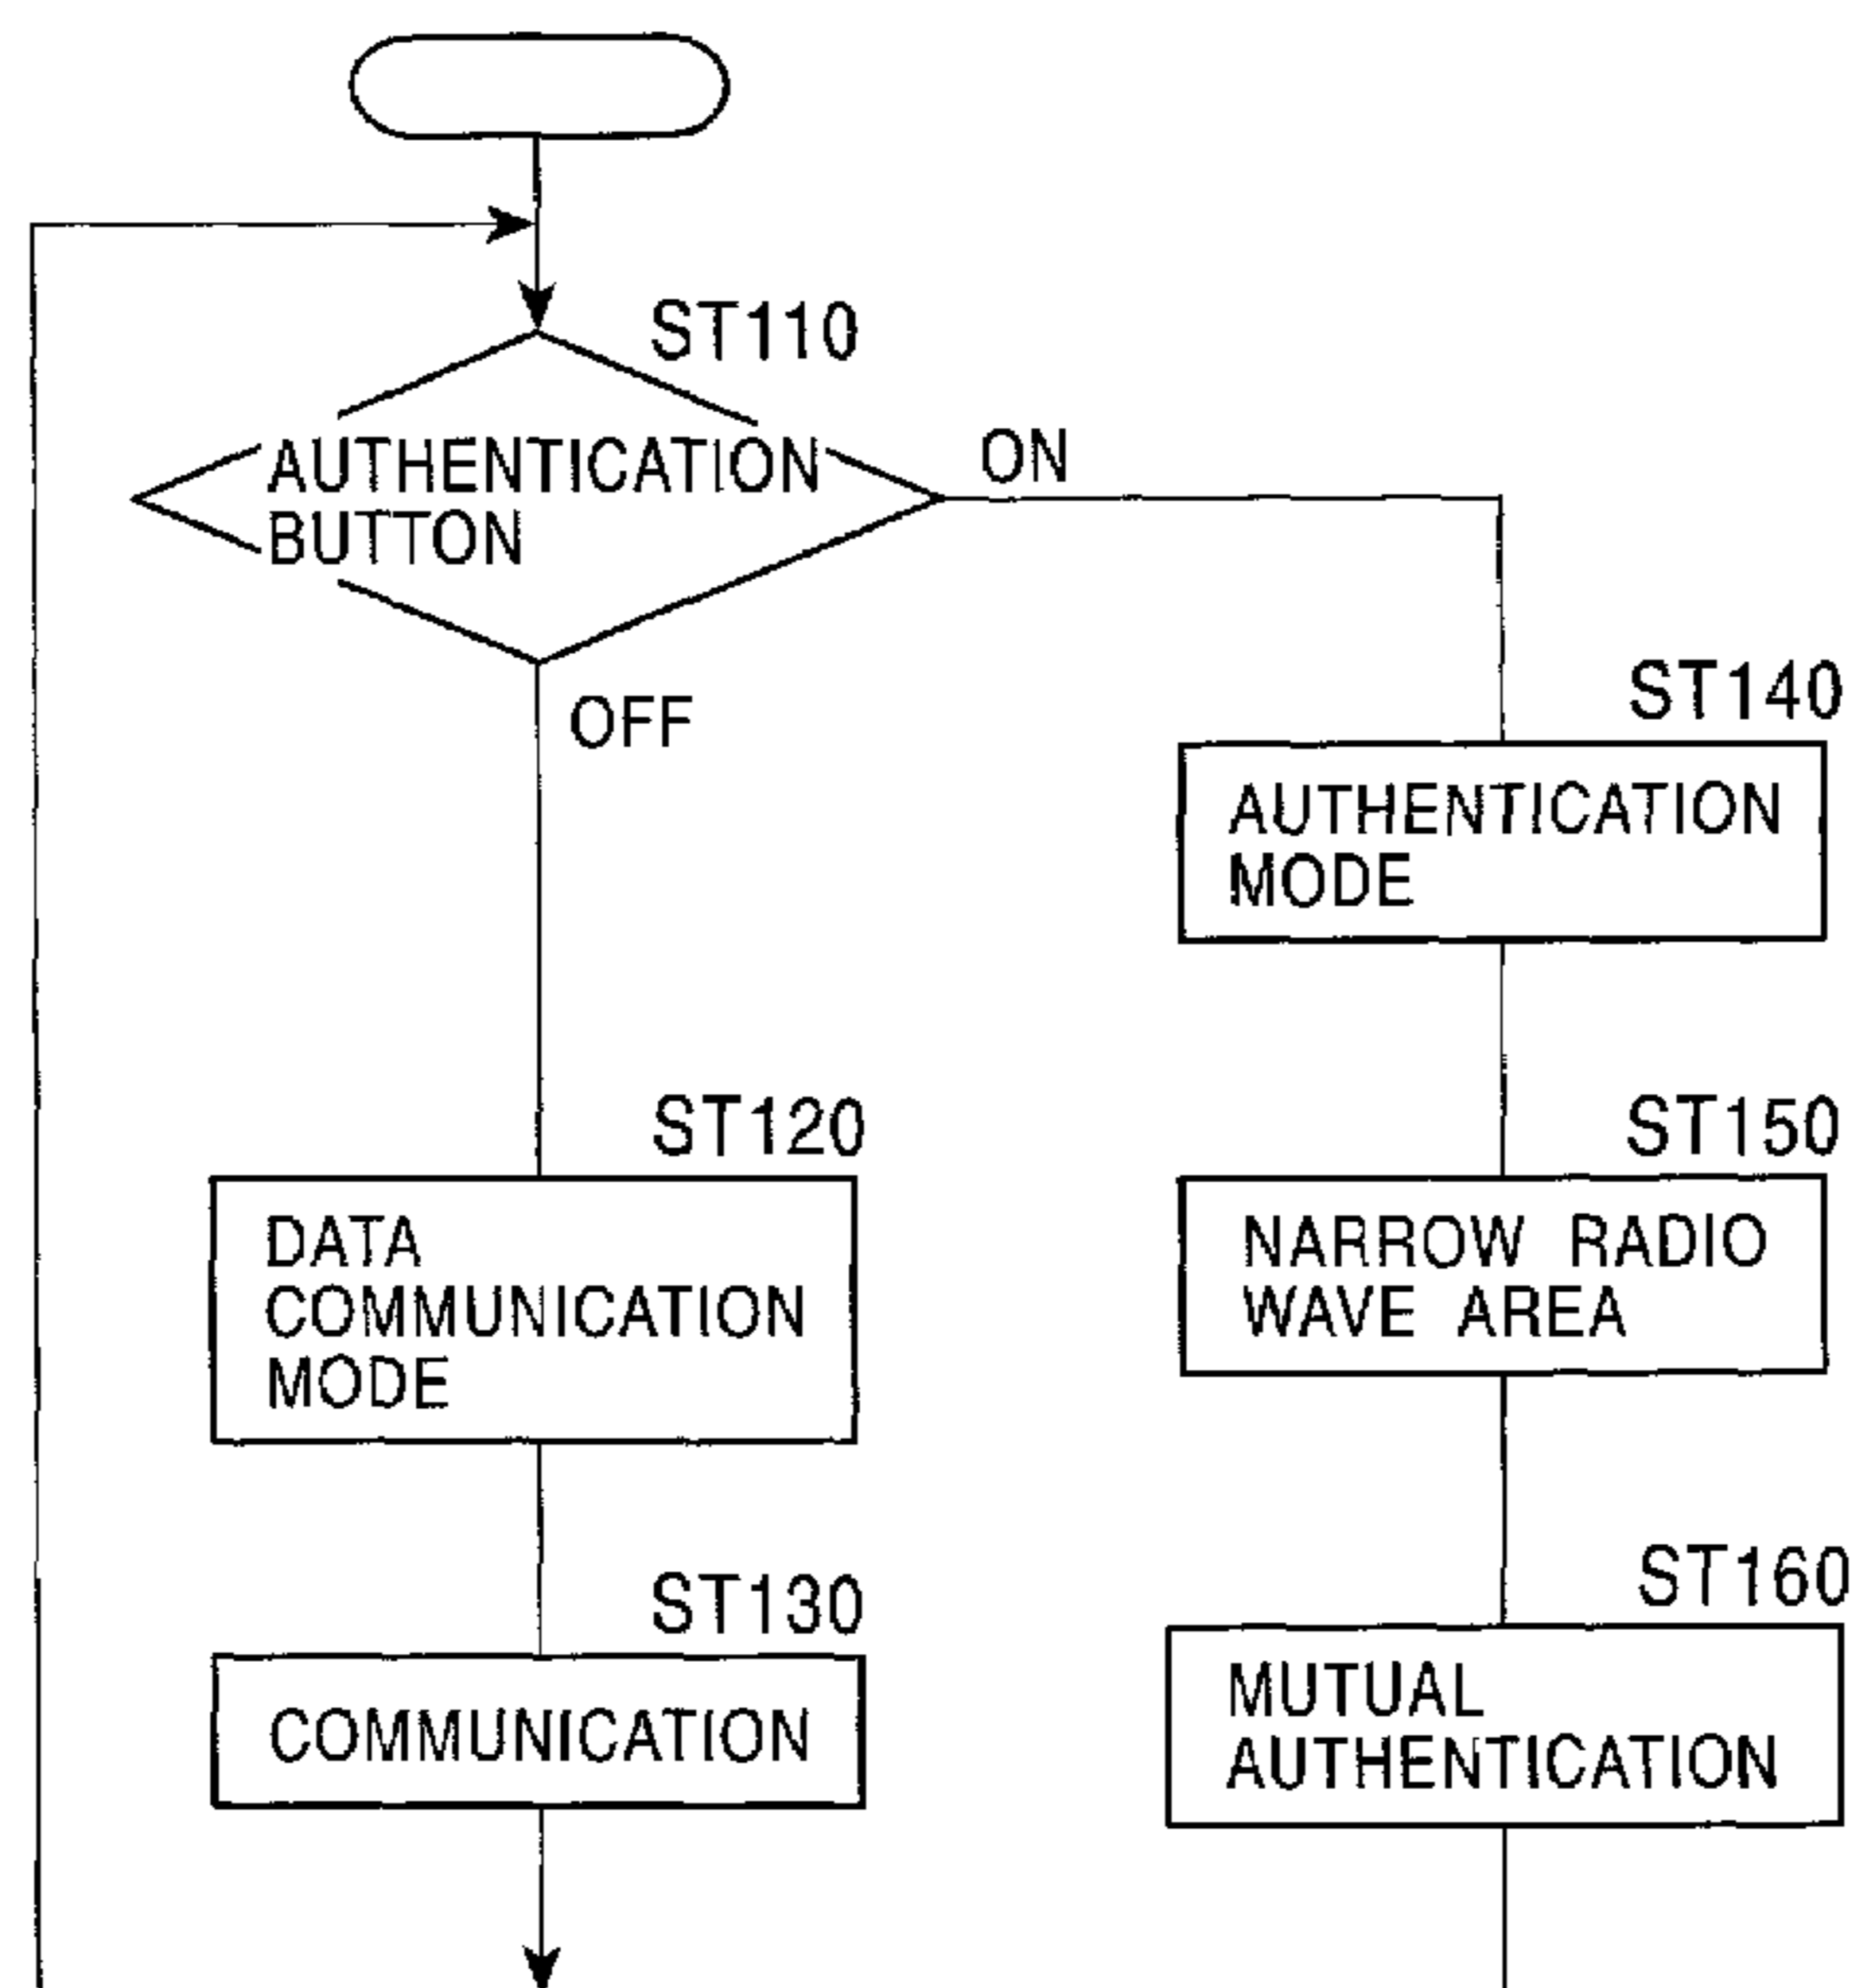 ST110
AUTHENTICATION
BUTTON
ON
OFF
ST140
AUTHENTICATION
MODE
ST120
DATA
COMMUNICATION
MODE
ST150
NARROW RADIO
WAVE AREA
ST130
COMMUNICATION
ST160
MUTUAL
AUTHENTICATION